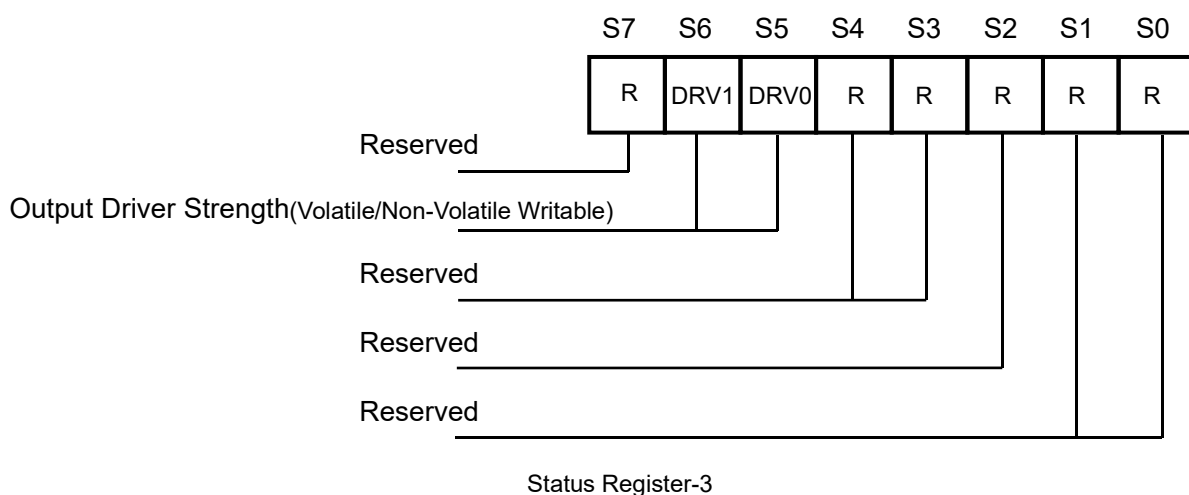 S7 S6 S5 S4 S3 S2 S1 S0
R DRV1 DRV0 R R R R R
Reserved
Output Driver Strength(Volatile/Non-Volatile Writable)
Reserved
Reserved
Reserved
Status Register-3